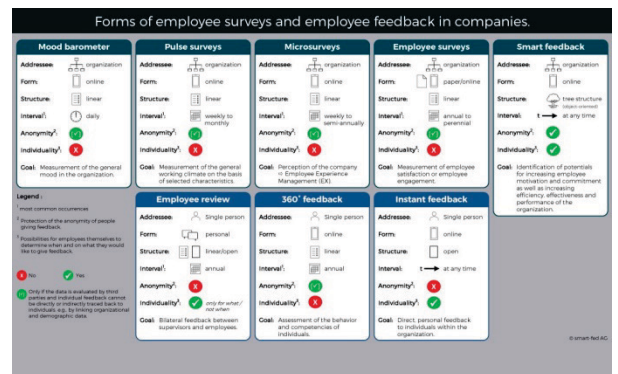 Forms of employee surveys and employee feedback in companies.
Mood barometer
Addressee: organization
Form: online
Structure: linear
Interval¹: daily
Anonymity²:
Individuality³: X
Goal: Measurement of the general
mood in the organization.
Pulse surveys
Addressee: organization
Form: online
Structure: linear
Interval¹: weekly to
monthly
Anonymity²:
Individuality³: X
Goal: Measurement of the general
working climate on the basis
of selected characteristics.
Microsurveys
Addressee: organization
Form: online
Structure: linear
Interval¹: weekly to
semi-annually
Anonymity²:
Individuality³: X
Goal: Perception of the company
Employee Experience
Management (EX).
Employee surveys
Addressee: organization
Form: paper/online
Structure: linear
Interval¹: annual to
perennial
Anonymity²:
Individuality³: X
Goal: Measurement of employee
satisfaction or employee
engagement.
Smart feedback
Addressee: organization
Form: online
Structure: tree structure
(object oriented)
Interval: t at any time
Anonymity²:
Individuality³:
Goal: Identification of potentials
for increasing employee
motivation and commitment
as well as increasing
efficiency, effectiveness and
performance of the
organization.
Legend :
¹ most common occurrences
² Protection of the anonymity of people
giving feedback.
³ Possibilities for employees themselves to
determine when and on what they would
like to give feedback.
X No Yes
Only if the data is evaluated by third
parties and individual feedback cannot
be directly or indirectly traced back to
individuals e.g. by linking organizational
and demographic data.
Employee review
Addressee: Single person
Form: personal
Structure: linear/open
Interval¹: annual
Anonymity²: X
Individuality³: only for what /
not when
Goal: Bilateral feedback between
supervisors and employees.
360° feedback
Addressee: Single person
Form: online
Structure: linear
Interval¹: annual
Anonymity²:
Individuality³: X
Goal: Assessment of the behavior
and competencies of
individuals.
Instant feedback
Addressee: Single person
Form: online
Structure: open
Interval¹: t at any time
Anonymity²: X
Individuality³:
Goal: Direct, personal feedback
to individuals within the
organization.
© smart-fed AG